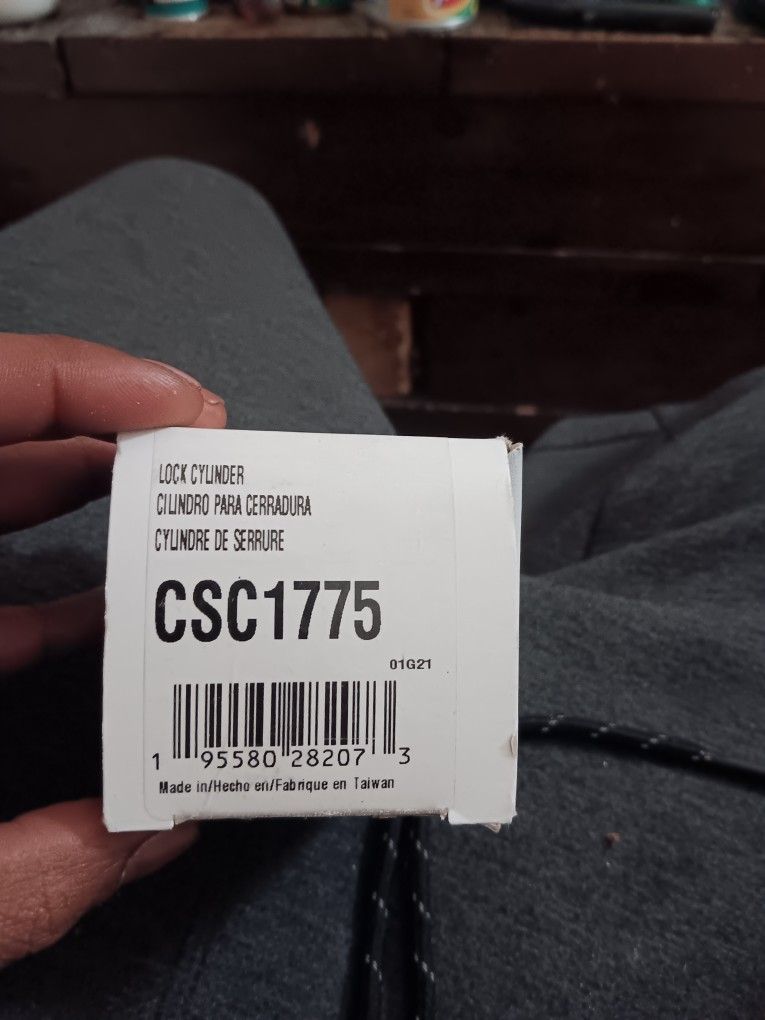 LOCK CYLINDER
CILINDRO PARA CERRADURA
CYLINDRE DE SERRURE
CSC1775
01G21
1 95580 28207 3
Made in/Hecho en/Fabrique en Taiwan